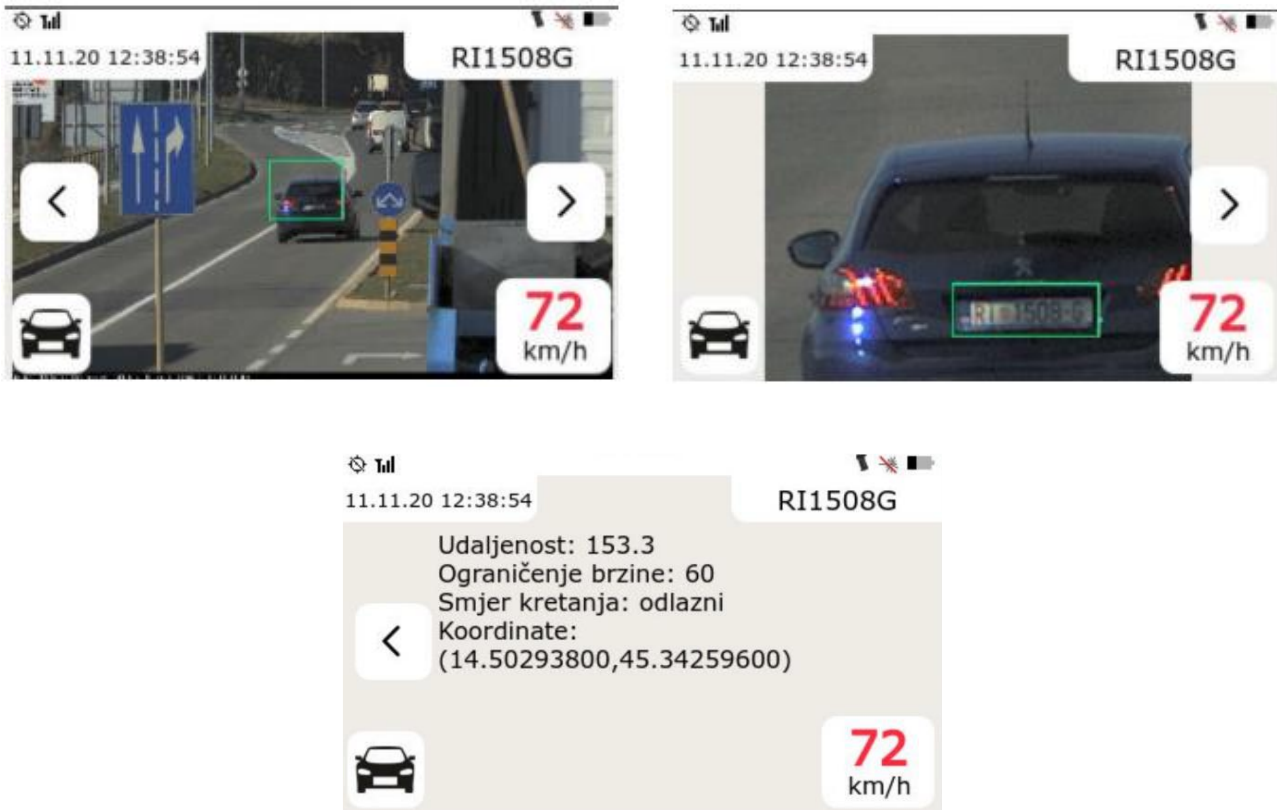 11.11.20 12:38:54
RI1508G
72
km/h
11.11.20 12:38:54
RI1508G
RI 1508-G
72
km/h
11.11.20 12:38:54
RI1508G
Udaljenost: 153.3
Ograničenje brzine: 60
Smjer kretanja: odlazni
Koordinate:
(14.50293800,45.34259600)
72
km/h